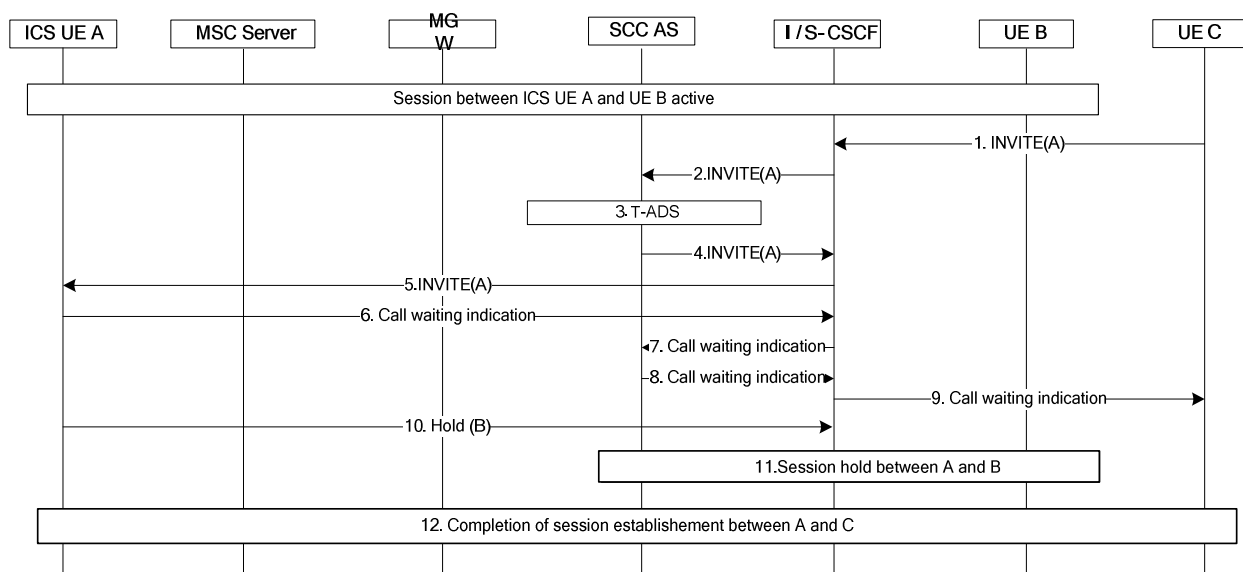 ICS UE A
MSC Server
MG
W
SCC AS
I / S-CSCF
UE B
UE C
Session between ICS UE A and UE B active
1. INVITE(A)
2.INVITE(A)
3. T-ADS
4.INVITE(A)
5.INVITE(A)
6. Call waiting indication
7. Call waiting indication
8. Call waiting indication
9. Call waiting indication
10. Hold (B)
11.Session hold between A and B
12. Completion of session establishement between A and C